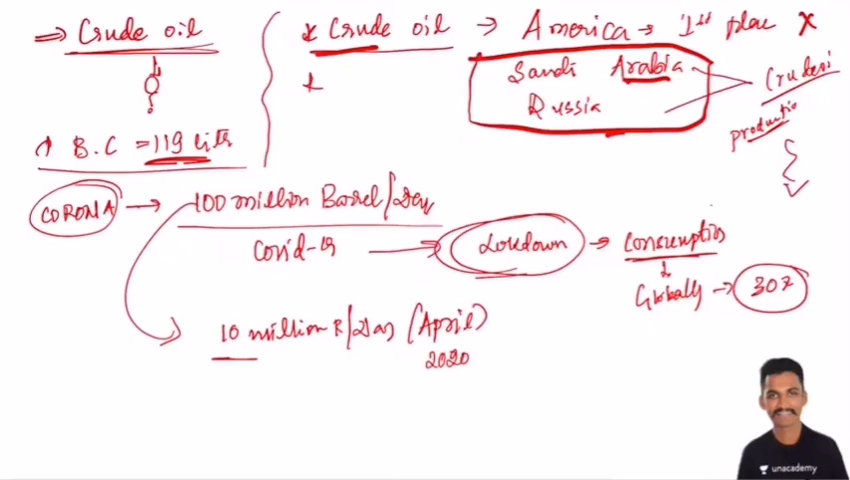 ⇒ Crude oil
1 B.C = 119 litr
* Crude oil → America → 1st place X
Saudi Arabia
Russia
Crude oil
production
+
CORONA → 100 million Barrel/Day
Covid-19 → Lockdown → Consumption
↓
Globally → 30%
10 million B/Day (April)
2020
unacademy